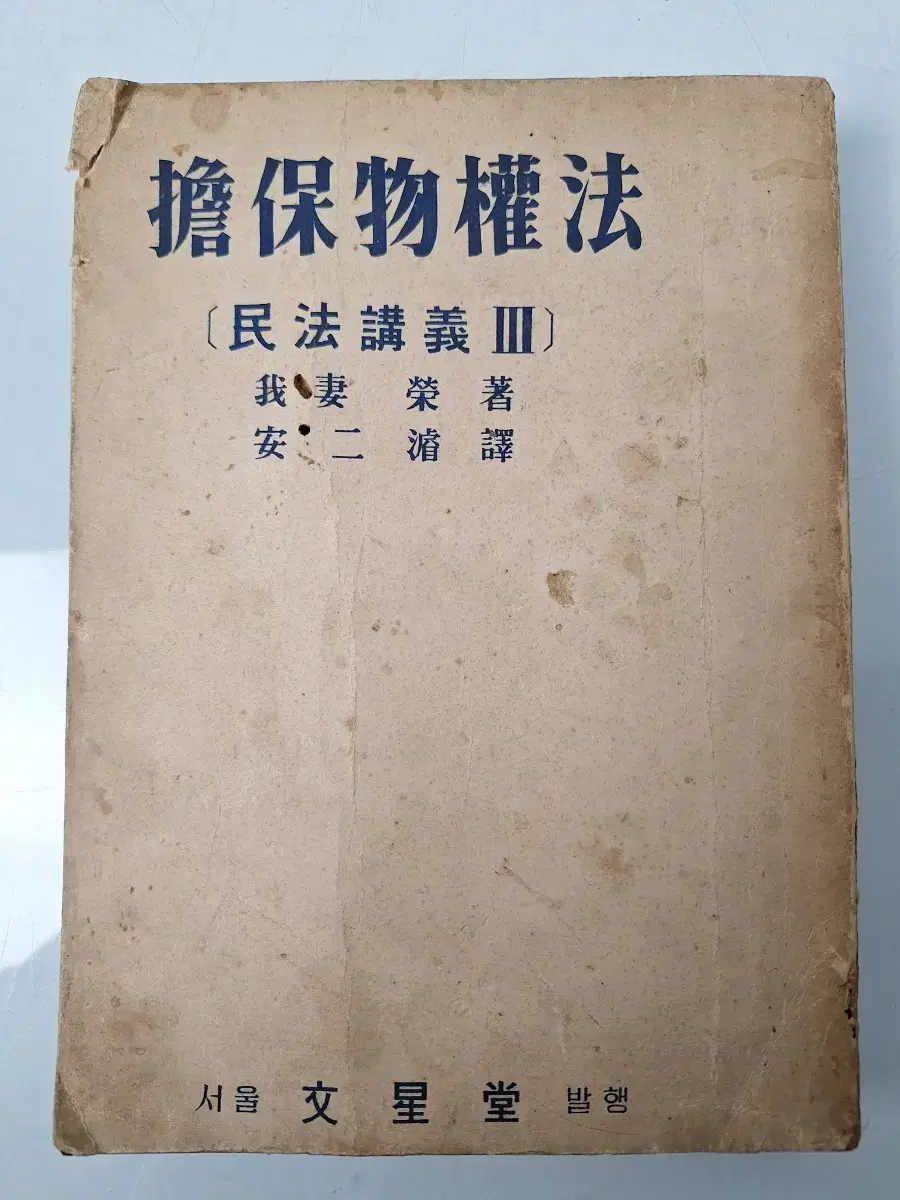 擔保物權法
〔民法講義 III〕
我妻 榮 著
安二濬 譯
서울 文星堂 발행